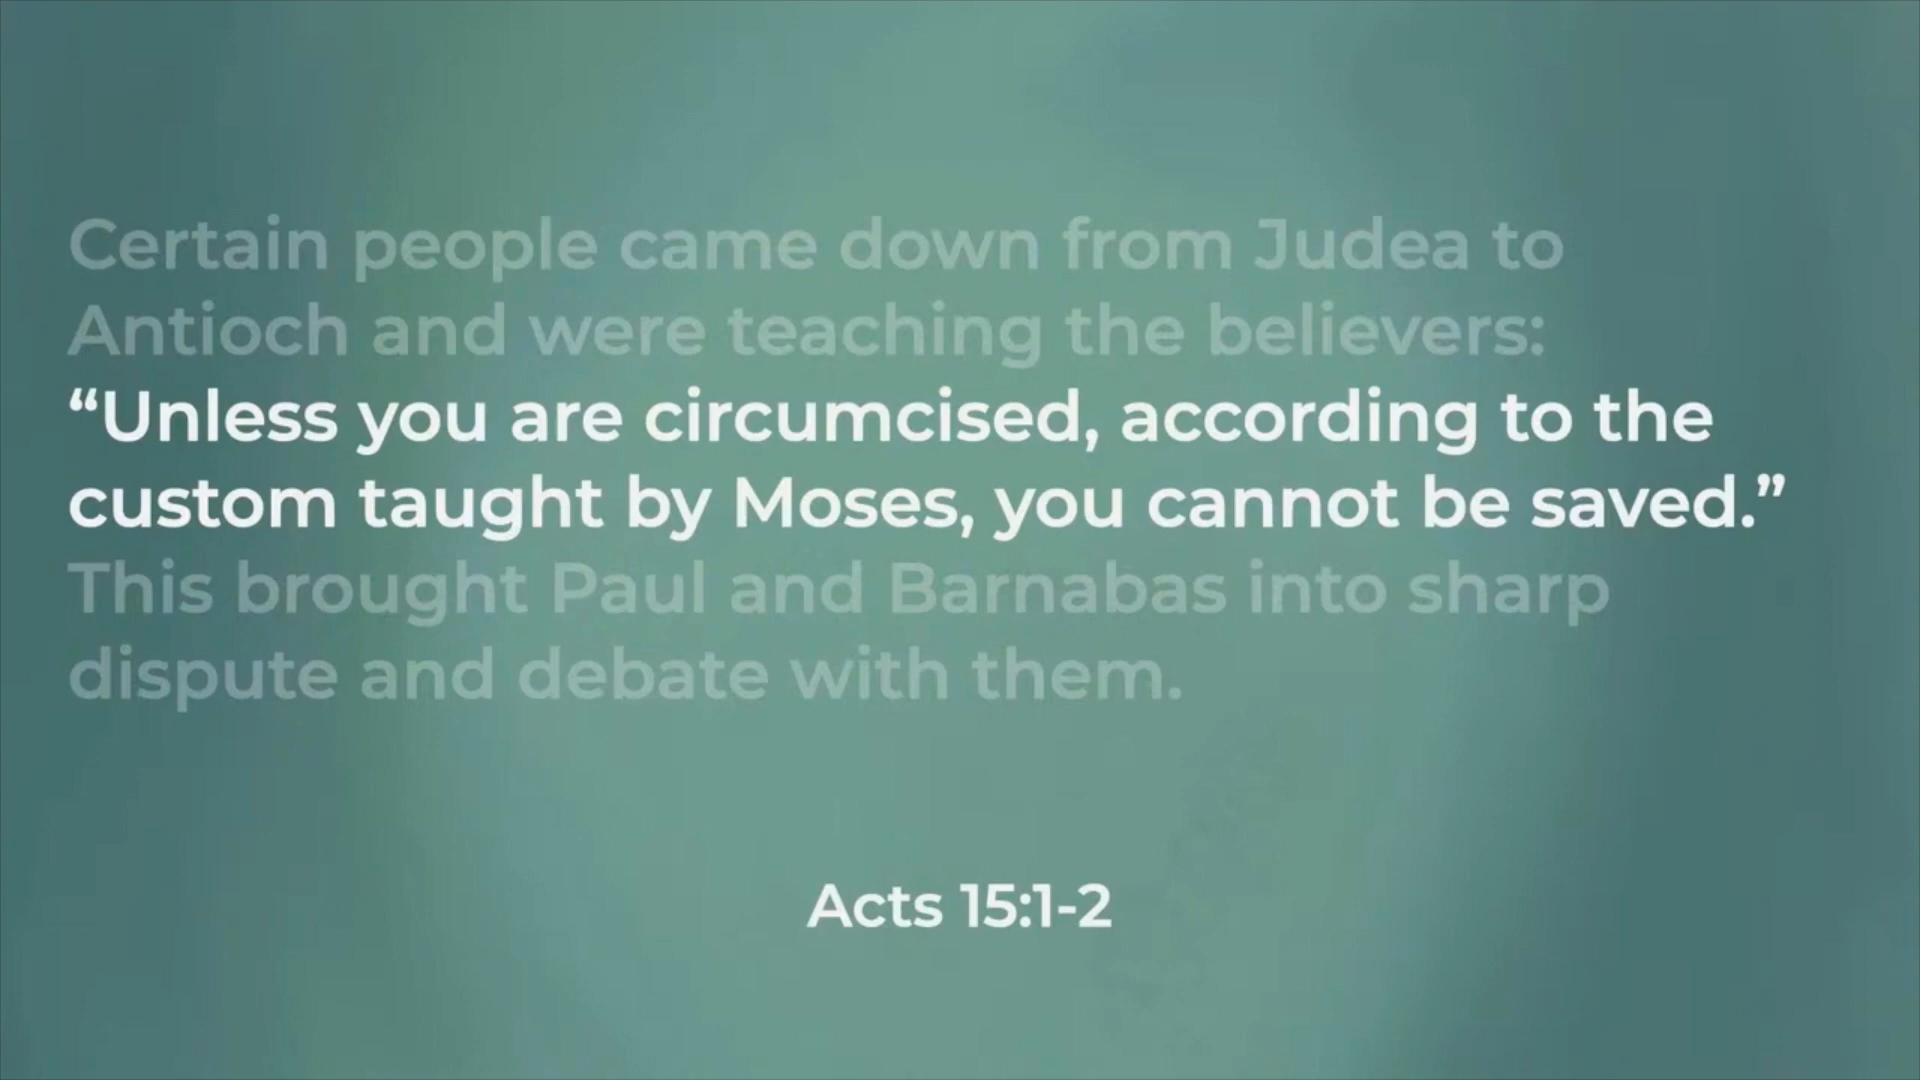 Certain people came down from Judea to
Antioch and were teaching the believers:
“Unless you are circumcised, according to the
custom taught by Moses, you cannot be saved.”
This brought Paul and Barnabas into sharp
dispute and debate with them.
Acts 15:1-2